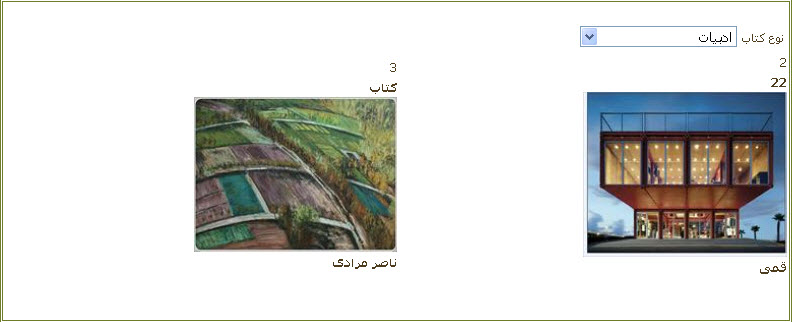 نوع کتاب ادبیات
2
22
قمی
3
کتاب
ناصر مرادی